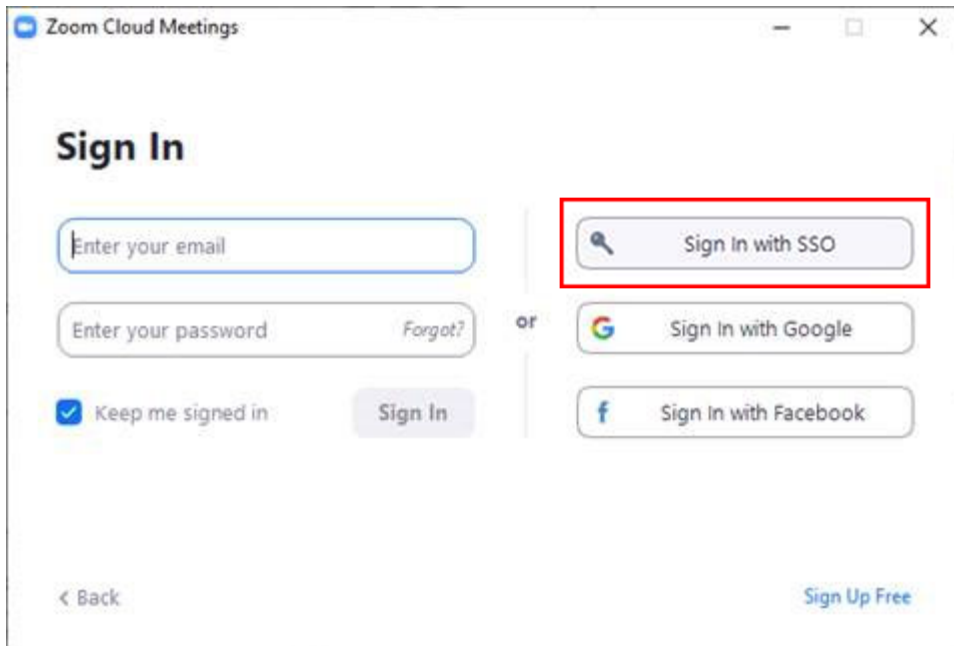 Zoom Cloud Meetings
Sign In
Enter your email
Enter your password Forgot?
Keep me signed in Sign In
or
Sign In with SSO
Sign In with Google
Sign In with Facebook
< Back
Sign Up Free